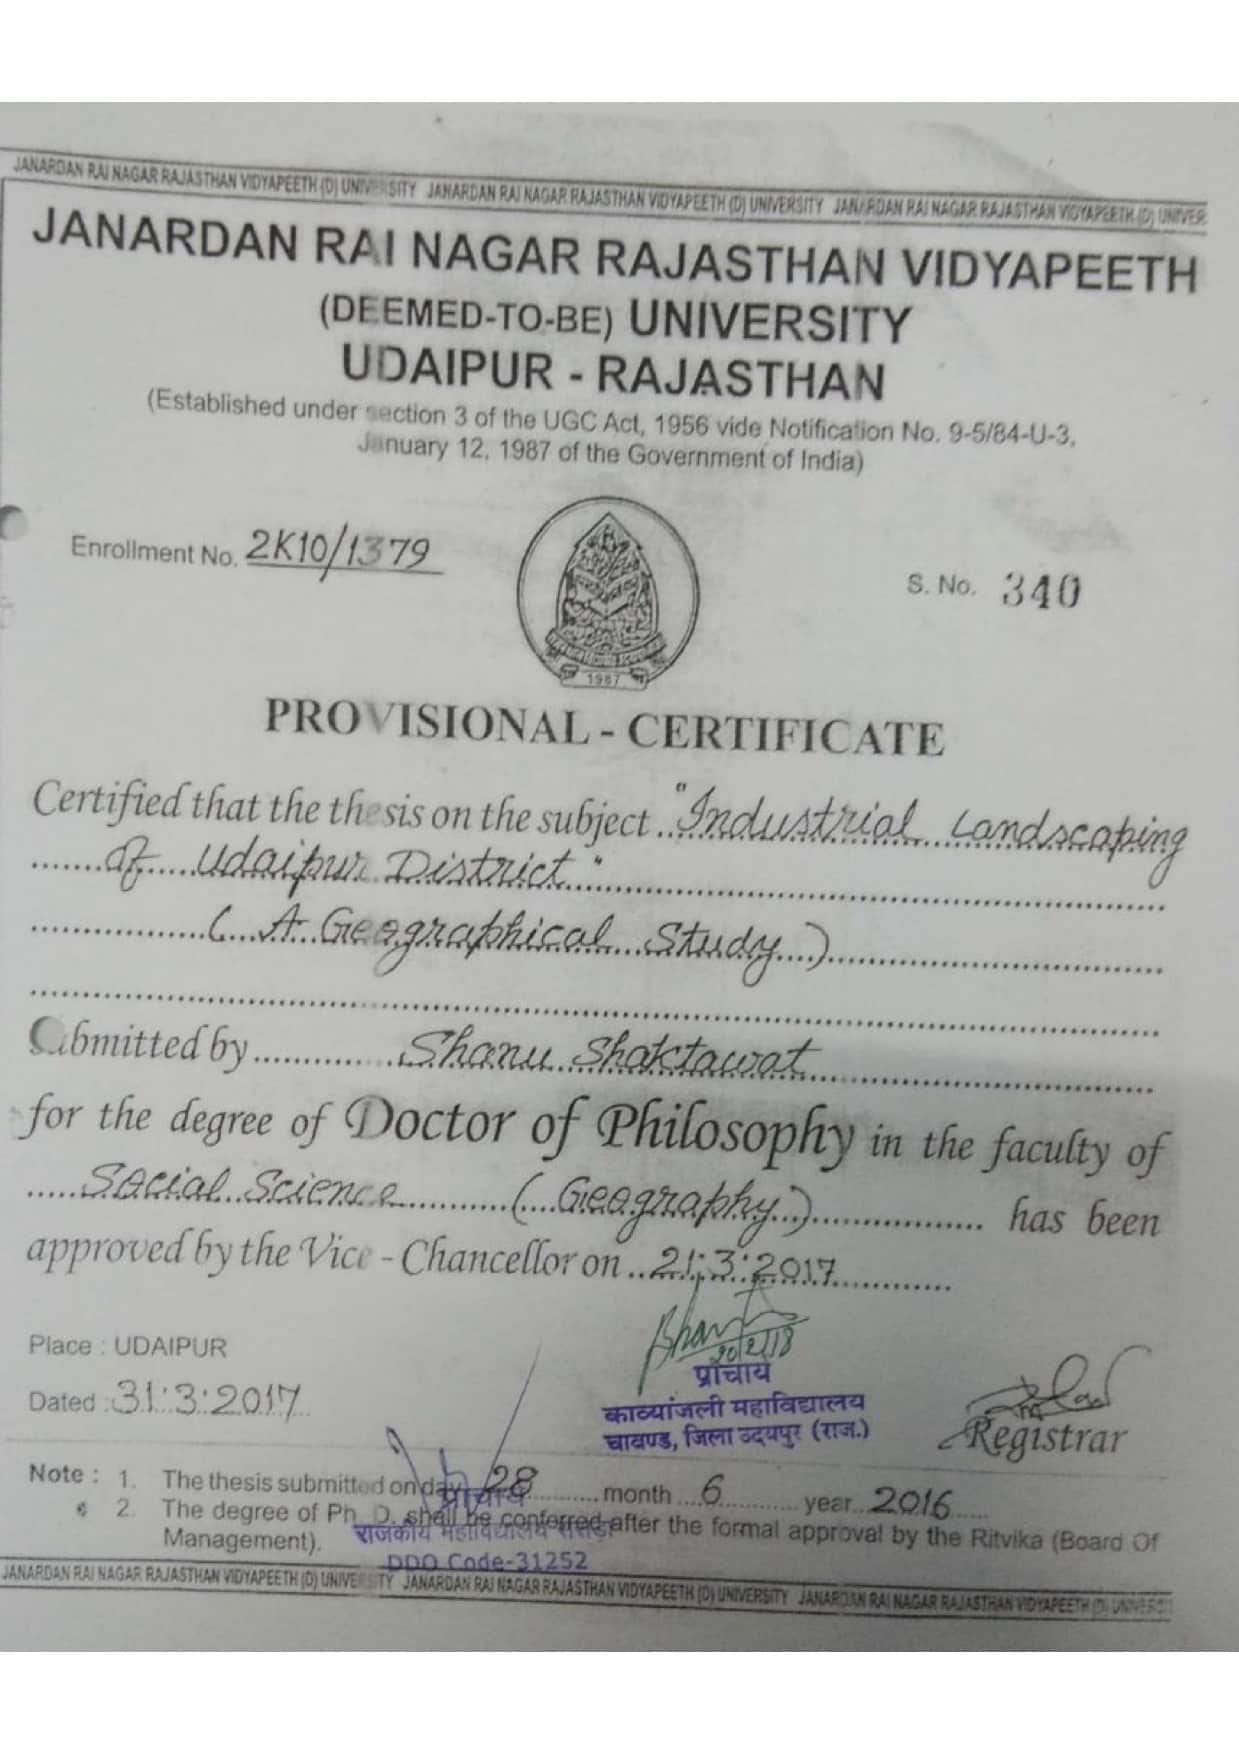 JANARDAN RAI NAGAR RAJASTHAN VIDYAPEETH (D) UNIVERSITY JANARDAN RAI NAGAR RAJASTHAN VIDYAPEETH (D) UNIVERSITY JANARDAN RAI NAGAR RAJASTHAN VIDYAPEETH (D) UNIVER
JANARDAN RAI NAGAR RAJASTHAN VIDYAPEETH
(DEEMED-TO-BE) UNIVERSITY
UDAIPUR - RAJASTHAN
(Established under section 3 of the UGC Act, 1956 vide Notification No. 9-5/84-U-3,
January 12, 1987 of the Government of India)
Enrollment No. 2K10/1379
S. No. 340
1987
PROVISIONAL - CERTIFICATE
Certified that the thesis on the subject "Industrial Landscaping
of Udaipur District"
(A Geographical Study)
Submitted by Shanu Shaktawat
for the degree of Doctor of Philosophy in the faculty of
Social Science (Geography) has been
approved by the Vice - Chancellor on 21:3:2017
Place : UDAIPUR
20/2/18
प्राचार्य
Dated : 31:3:2017
काव्यांजली महाविद्यालय
चावण्ड, जिला उदयपुर (राज.)
Registrar
Note : 1. The thesis submitted on day 28 month 6 year 2016
प्राचार्य
2. The degree of Ph. D. shall be conferred after the formal approval by the Ritvika (Board Of
Management).
राजकीय महाविद्यालय
DDO Code-31252
JANARDAN RAI NAGAR RAJASTHAN VIDYAPEETH (D) UNIVERSITY JANARDAN RAI NAGAR RAJASTHAN VIDYAPEETH (D) UNIVERSITY JANARDAN RAI NAGAR RAJASTHAN VIDYAPEETH (D) UNIVERSI